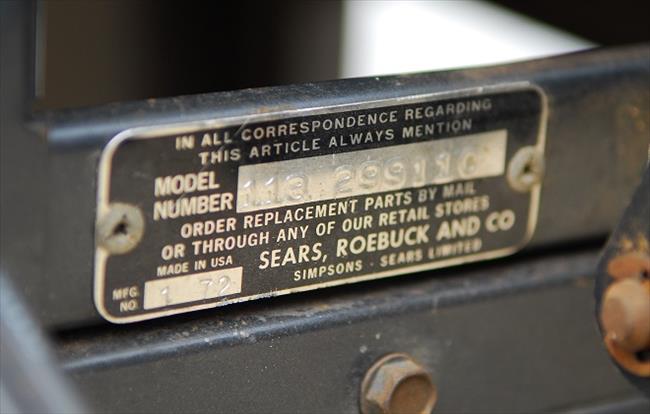 IN ALL CORRESPONDENCE REGARDING
THIS ARTICLE ALWAYS MENTION
MODEL NUMBER 113.299110
ORDER REPLACEMENT PARTS BY MAIL
OR THROUGH ANY OF OUR RETAIL STORES
MADE IN USA SEARS, ROEBUCK AND CO
SIMPSONS - SEARS LIMITED
MFG. NO. 1 72